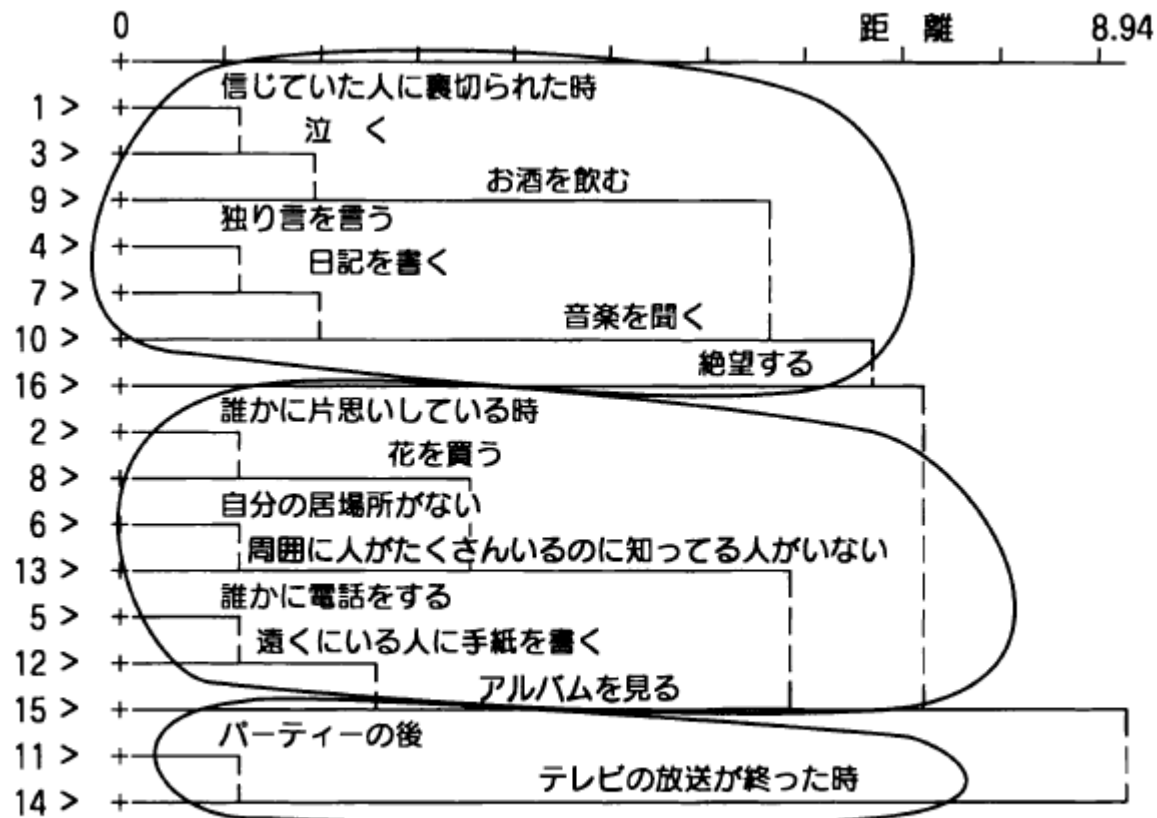 0 距離 8.94
信じていた人に裏切られた時
1 >
泣く
3 >
お酒を飲む
9 >
独り言を言う
4 >
日記を書く
7 >
音楽を聞く
10 >
絶望する
16 >
誰かに片思いしている時
2 >
花を買う
8 >
自分の居場所がない
6 >
周囲に人がたくさんいるのに知ってる人がいない
13 >
誰かに電話をする
5 >
遠くにいる人に手紙を書く
12 >
アルバムを見る
15 >
パーティーの後
11 >
テレビの放送が終った時
14 >